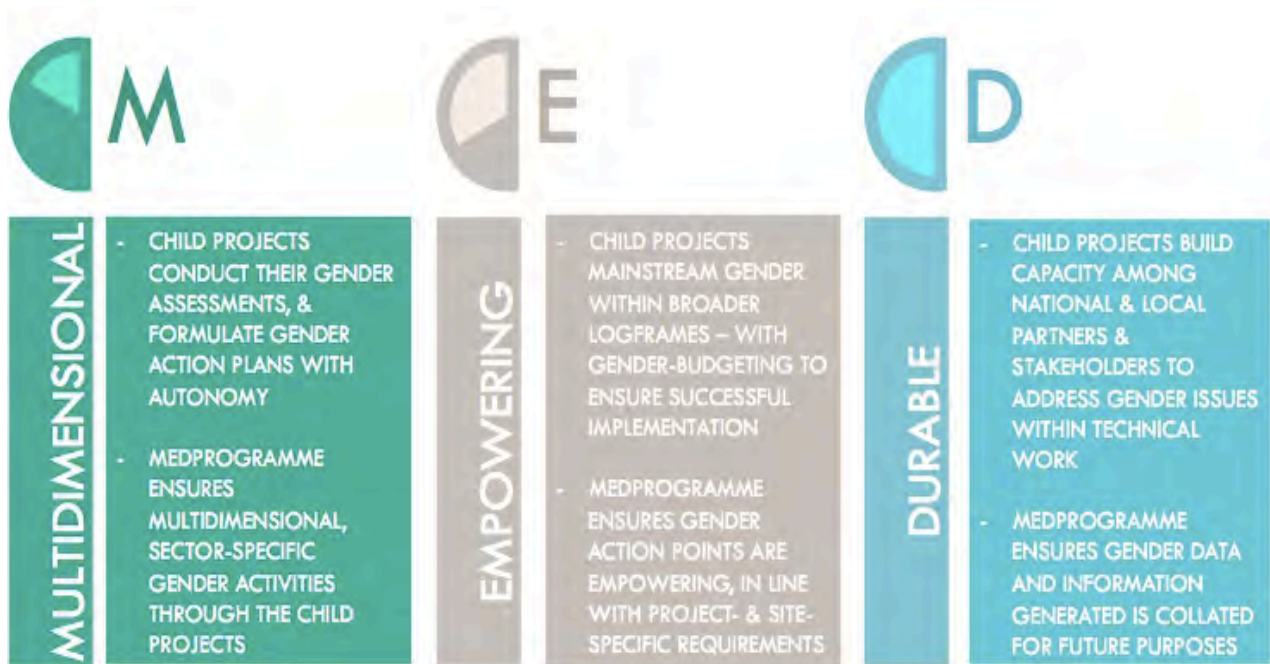 M
E
D
MULTIDIMENSIONAL
- CHILD PROJECTS
CONDUCT THEIR GENDER
ASSESSMENTS, &
FORMULATE GENDER
ACTION PLANS WITH
AUTONOMY
- MEDPROGRAMME
ENSURES
MULTIDIMENSIONAL,
SECTOR-SPECIFIC
GENDER ACTIVITIES
THROUGH THE CHILD
PROJECTS
EMPOWERING
- CHILD PROJECTS
MAINSTREAM GENDER
WITHIN BROADER
LOGFRAMES – WITH
GENDER-BUDGETING TO
ENSURE SUCCESSFUL
IMPLEMENTATION
- MEDPROGRAMME
ENSURES GENDER
ACTION POINTS ARE
EMPOWERING, IN LINE
WITH PROJECT- & SITE-
SPECIFIC REQUIREMENTS
DURABLE
- CHILD PROJECTS BUILD
CAPACITY AMONG
NATIONAL & LOCAL
PARTNERS &
STAKEHOLDERS TO
ADDRESS GENDER ISSUES
WITHIN TECHNICAL
WORK
- MEDPROGRAMME
ENSURES GENDER DATA
AND INFORMATION
GENERATED IS COLLATED
FOR FUTURE PURPOSES